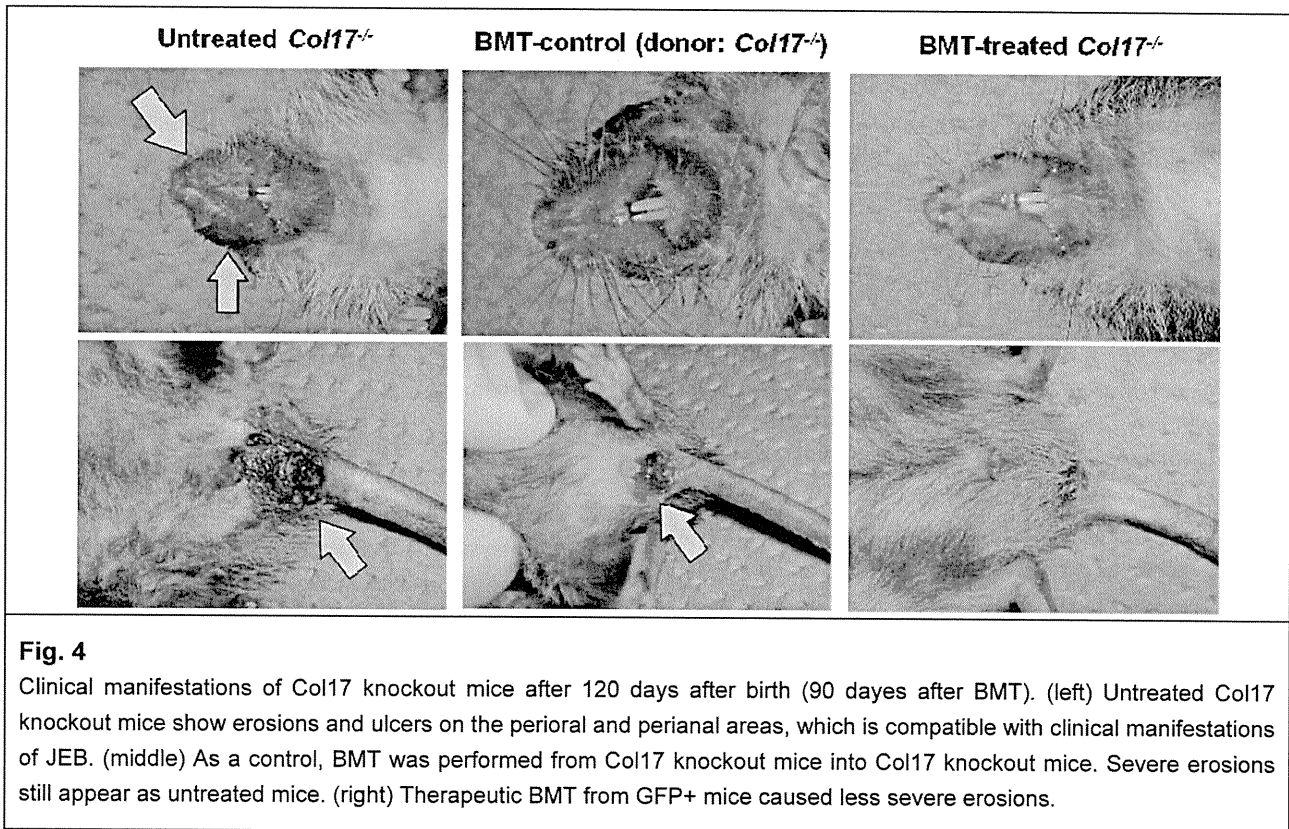 Untreated Col17-/-
BMT-control (donor: Col17-/-)
BMT-treated Col17-/-
Fig. 4
Clinical manifestations of Col17 knockout mice after 120 days after birth (90 dayes after BMT). (left) Untreated Col17
knockout mice show erosions and ulcers on the perioral and perianal areas, which is compatible with clinical manifestations
of JEB. (middle) As a control, BMT was performed from Col17 knockout mice into Col17 knockout mice. Severe erosions
still appear as untreated mice. (right) Therapeutic BMT from GFP+ mice caused less severe erosions.